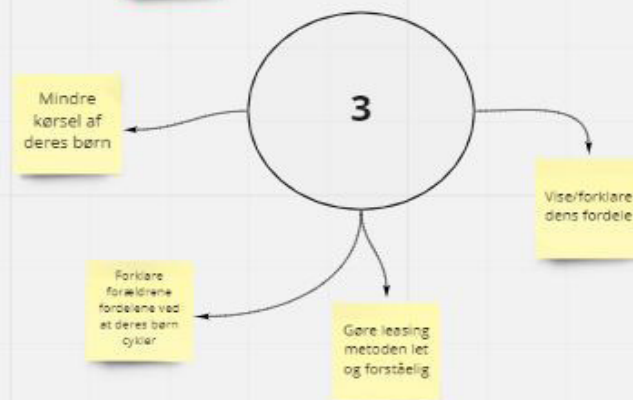 3
Mindre
kørsel af
deres børn
Vise/forklare
dens fordele
Forklare
forældrene
fordelene ved
at deres børn
cykler
Gøre leasing
metoden let
og forståelig